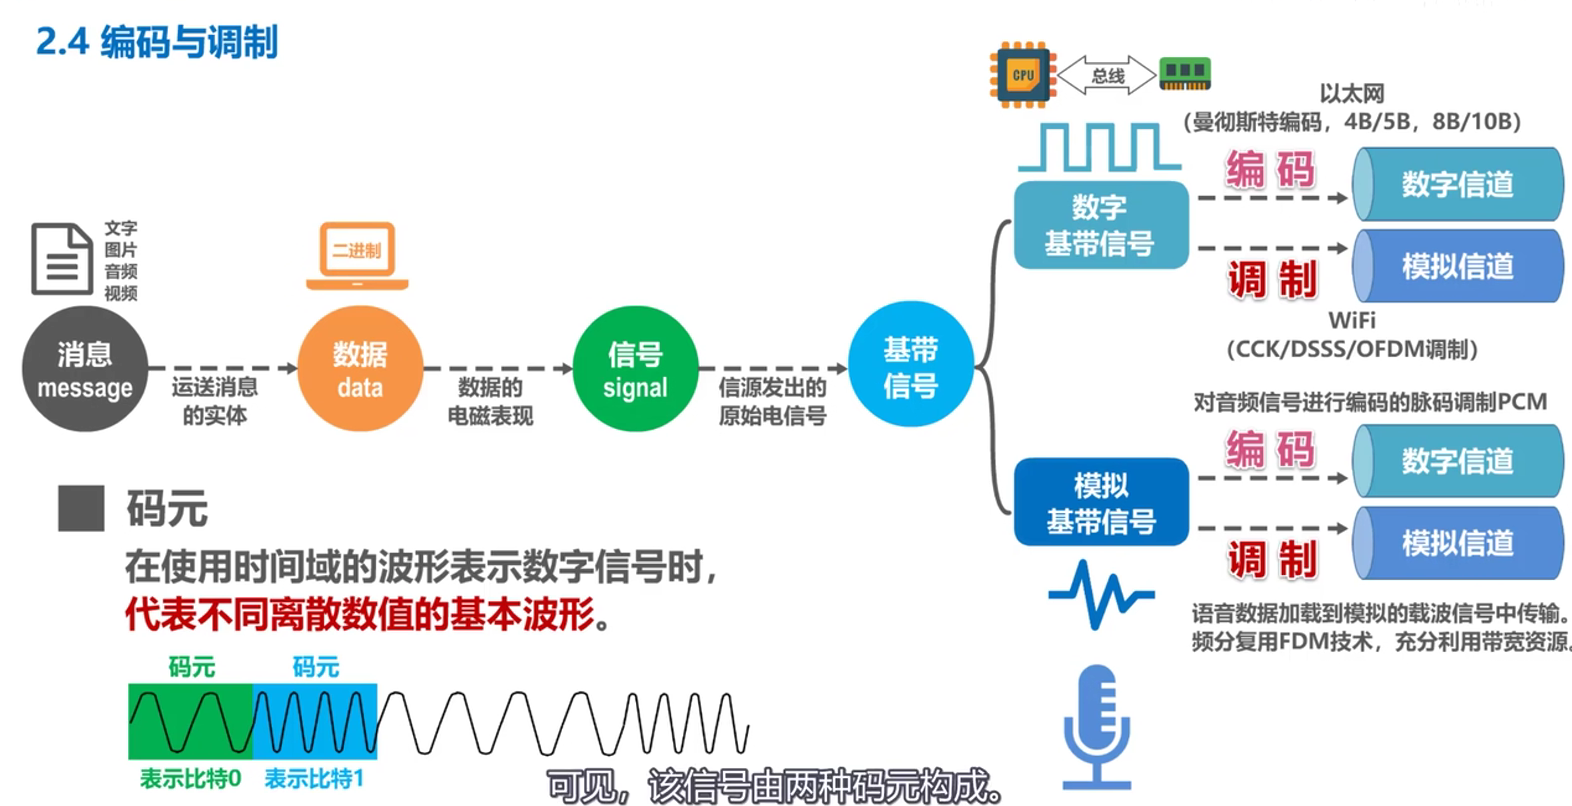 2.4 编码与调制
CPU
总线
以太网
（曼彻斯特编码，4B/5B，8B/10B）
编 码
数字信道
数字
基带信号
调 制
模拟信道
WiFi
（CCK/DSSS/OFDM调制）
文字
图片
音频
视频
二进制
消息
message
运送消息
的实体
数据
data
数据的
电磁表现
信号
signal
信源发出的
原始电信号
基带
信号
对音频信号进行编码的脉码调制PCM
编 码
数字信道
模拟
基带信号
调 制
模拟信道
语音数据加载到模拟的载波信号中传输。
频分复用FDM技术，充分利用带宽资源。
码元
在使用时间域的波形表示数字信号时，
代表不同离散数值的基本波形。
码元
码元
表示比特0
表示比特1
可见，该信号由两种码元构成。